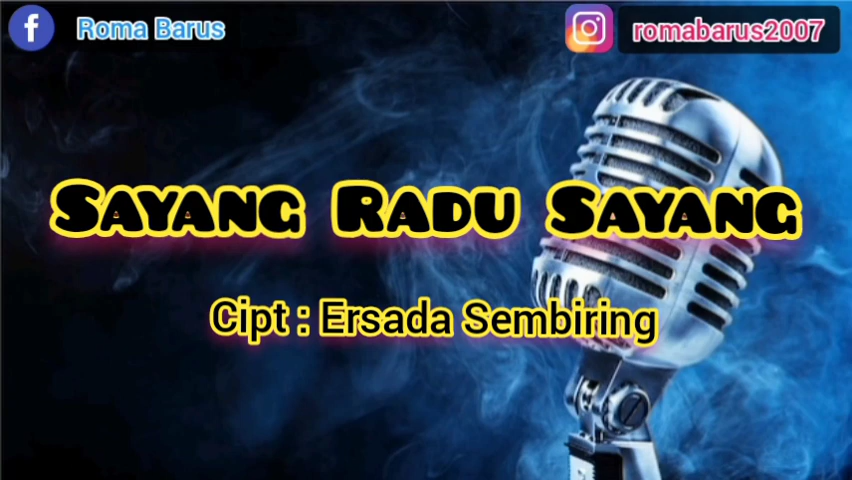 Roma Barus
romabarus2007
Sayang Radu Sayang
Cipt : Ersada Sembiring